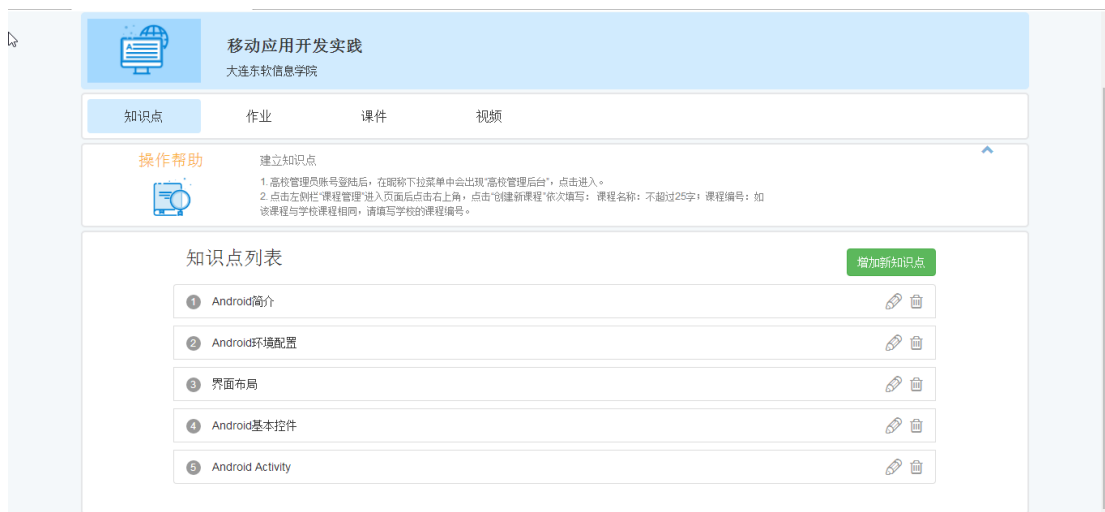 移动应用开发实践
大连东软信息学院
知识点 作业 课件 视频
操作帮助
建立知识点
1. 高校管理员账号登陆后，在昵称下拉菜单中会出现“高校管理后台”，点击进入。
2. 点击左侧栏“课程管理”进入页面后点击右上角，点击“创建新课程”依次填写： 课程名称：不超过25字；课程编号：如
该课程与学校课程相同，请填写学校的课程编号。
知识点列表
增加新知识点
1 Android简介
2 Android环境配置
3 界面布局
4 Android基本控件
5 Android Activity